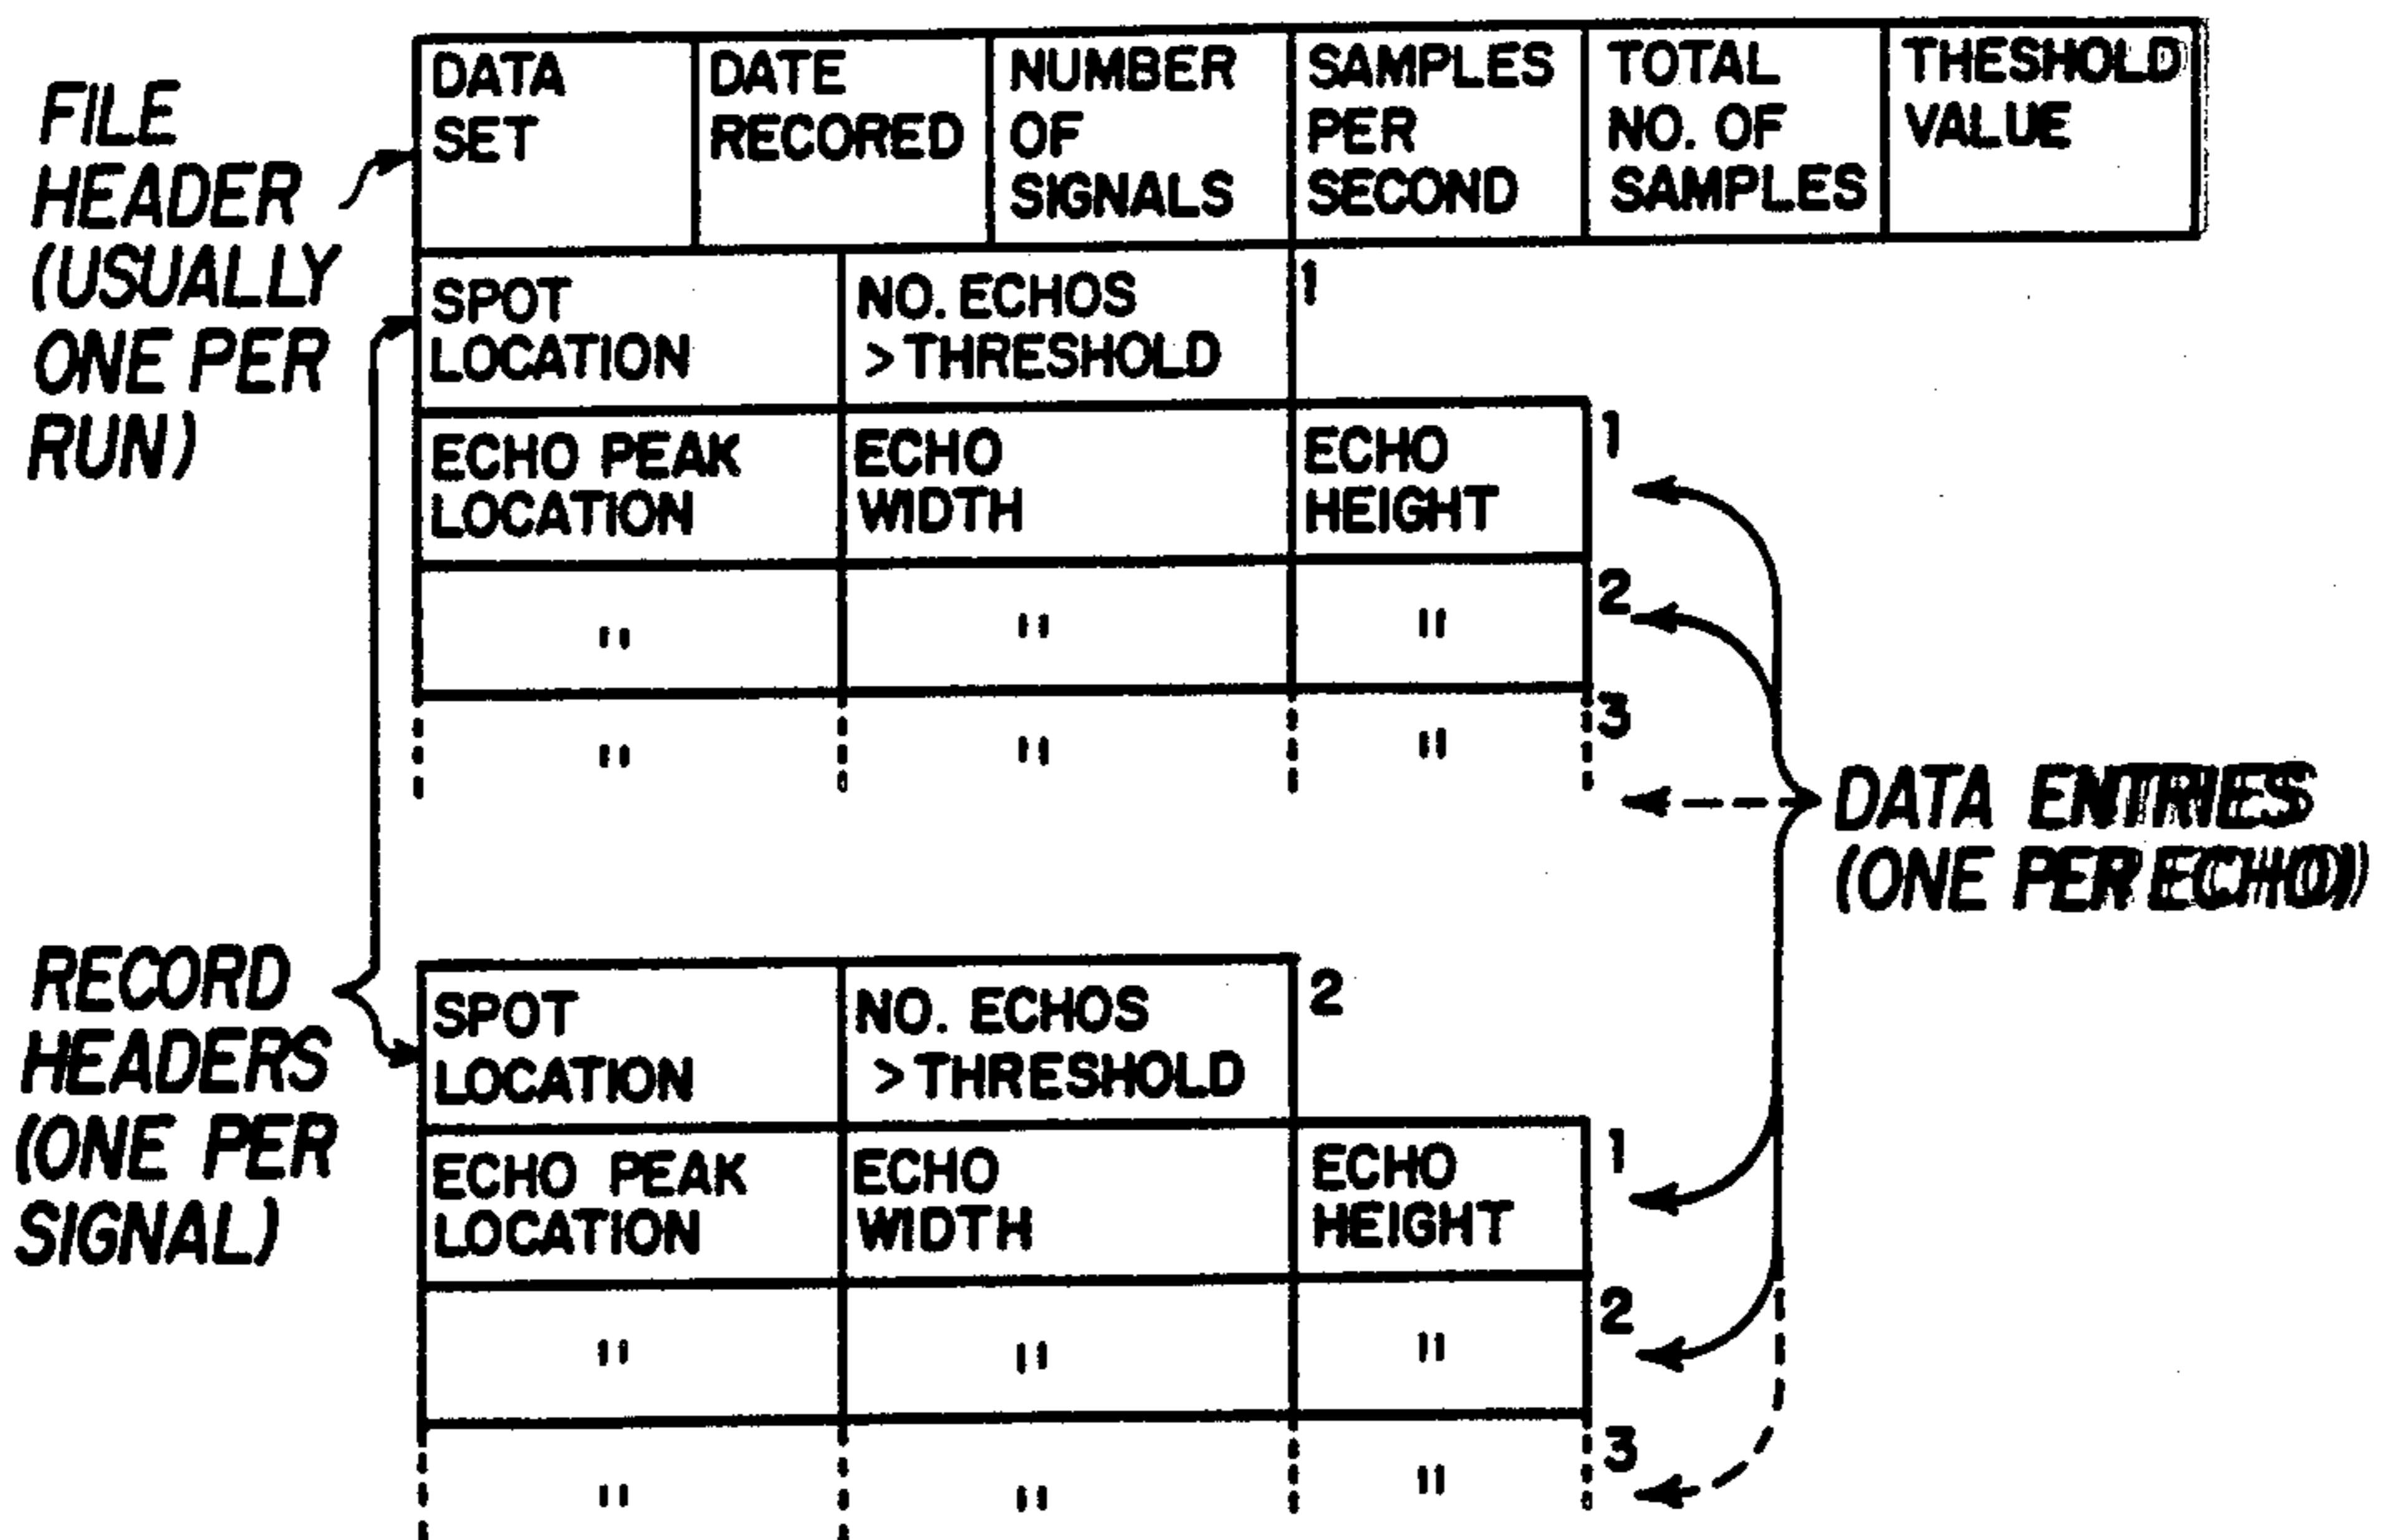 FILE
HEADER
(USUALLY
ONE PER
RUN)
DATA
SET
DATE
RECORED
NUMBER
OF
SIGNALS
SAMPLES
PER
SECOND
TOTAL
NO. OF
SAMPLES
THESHOLD
VALUE
SPOT
LOCATION
NO. ECHOS
> THRESHOLD
1
ECHO PEAK
LOCATION
ECHO
WIDTH
ECHO
HEIGHT
1
" " "
2
" " "
3
DATA ENTRIES
(ONE PER ECHO)
RECORD
HEADERS
(ONE PER
SIGNAL)
SPOT
LOCATION
NO. ECHOS
> THRESHOLD
2
ECHO PEAK
LOCATION
ECHO
WIDTH
ECHO
HEIGHT
1
" " "
2
" " "
3